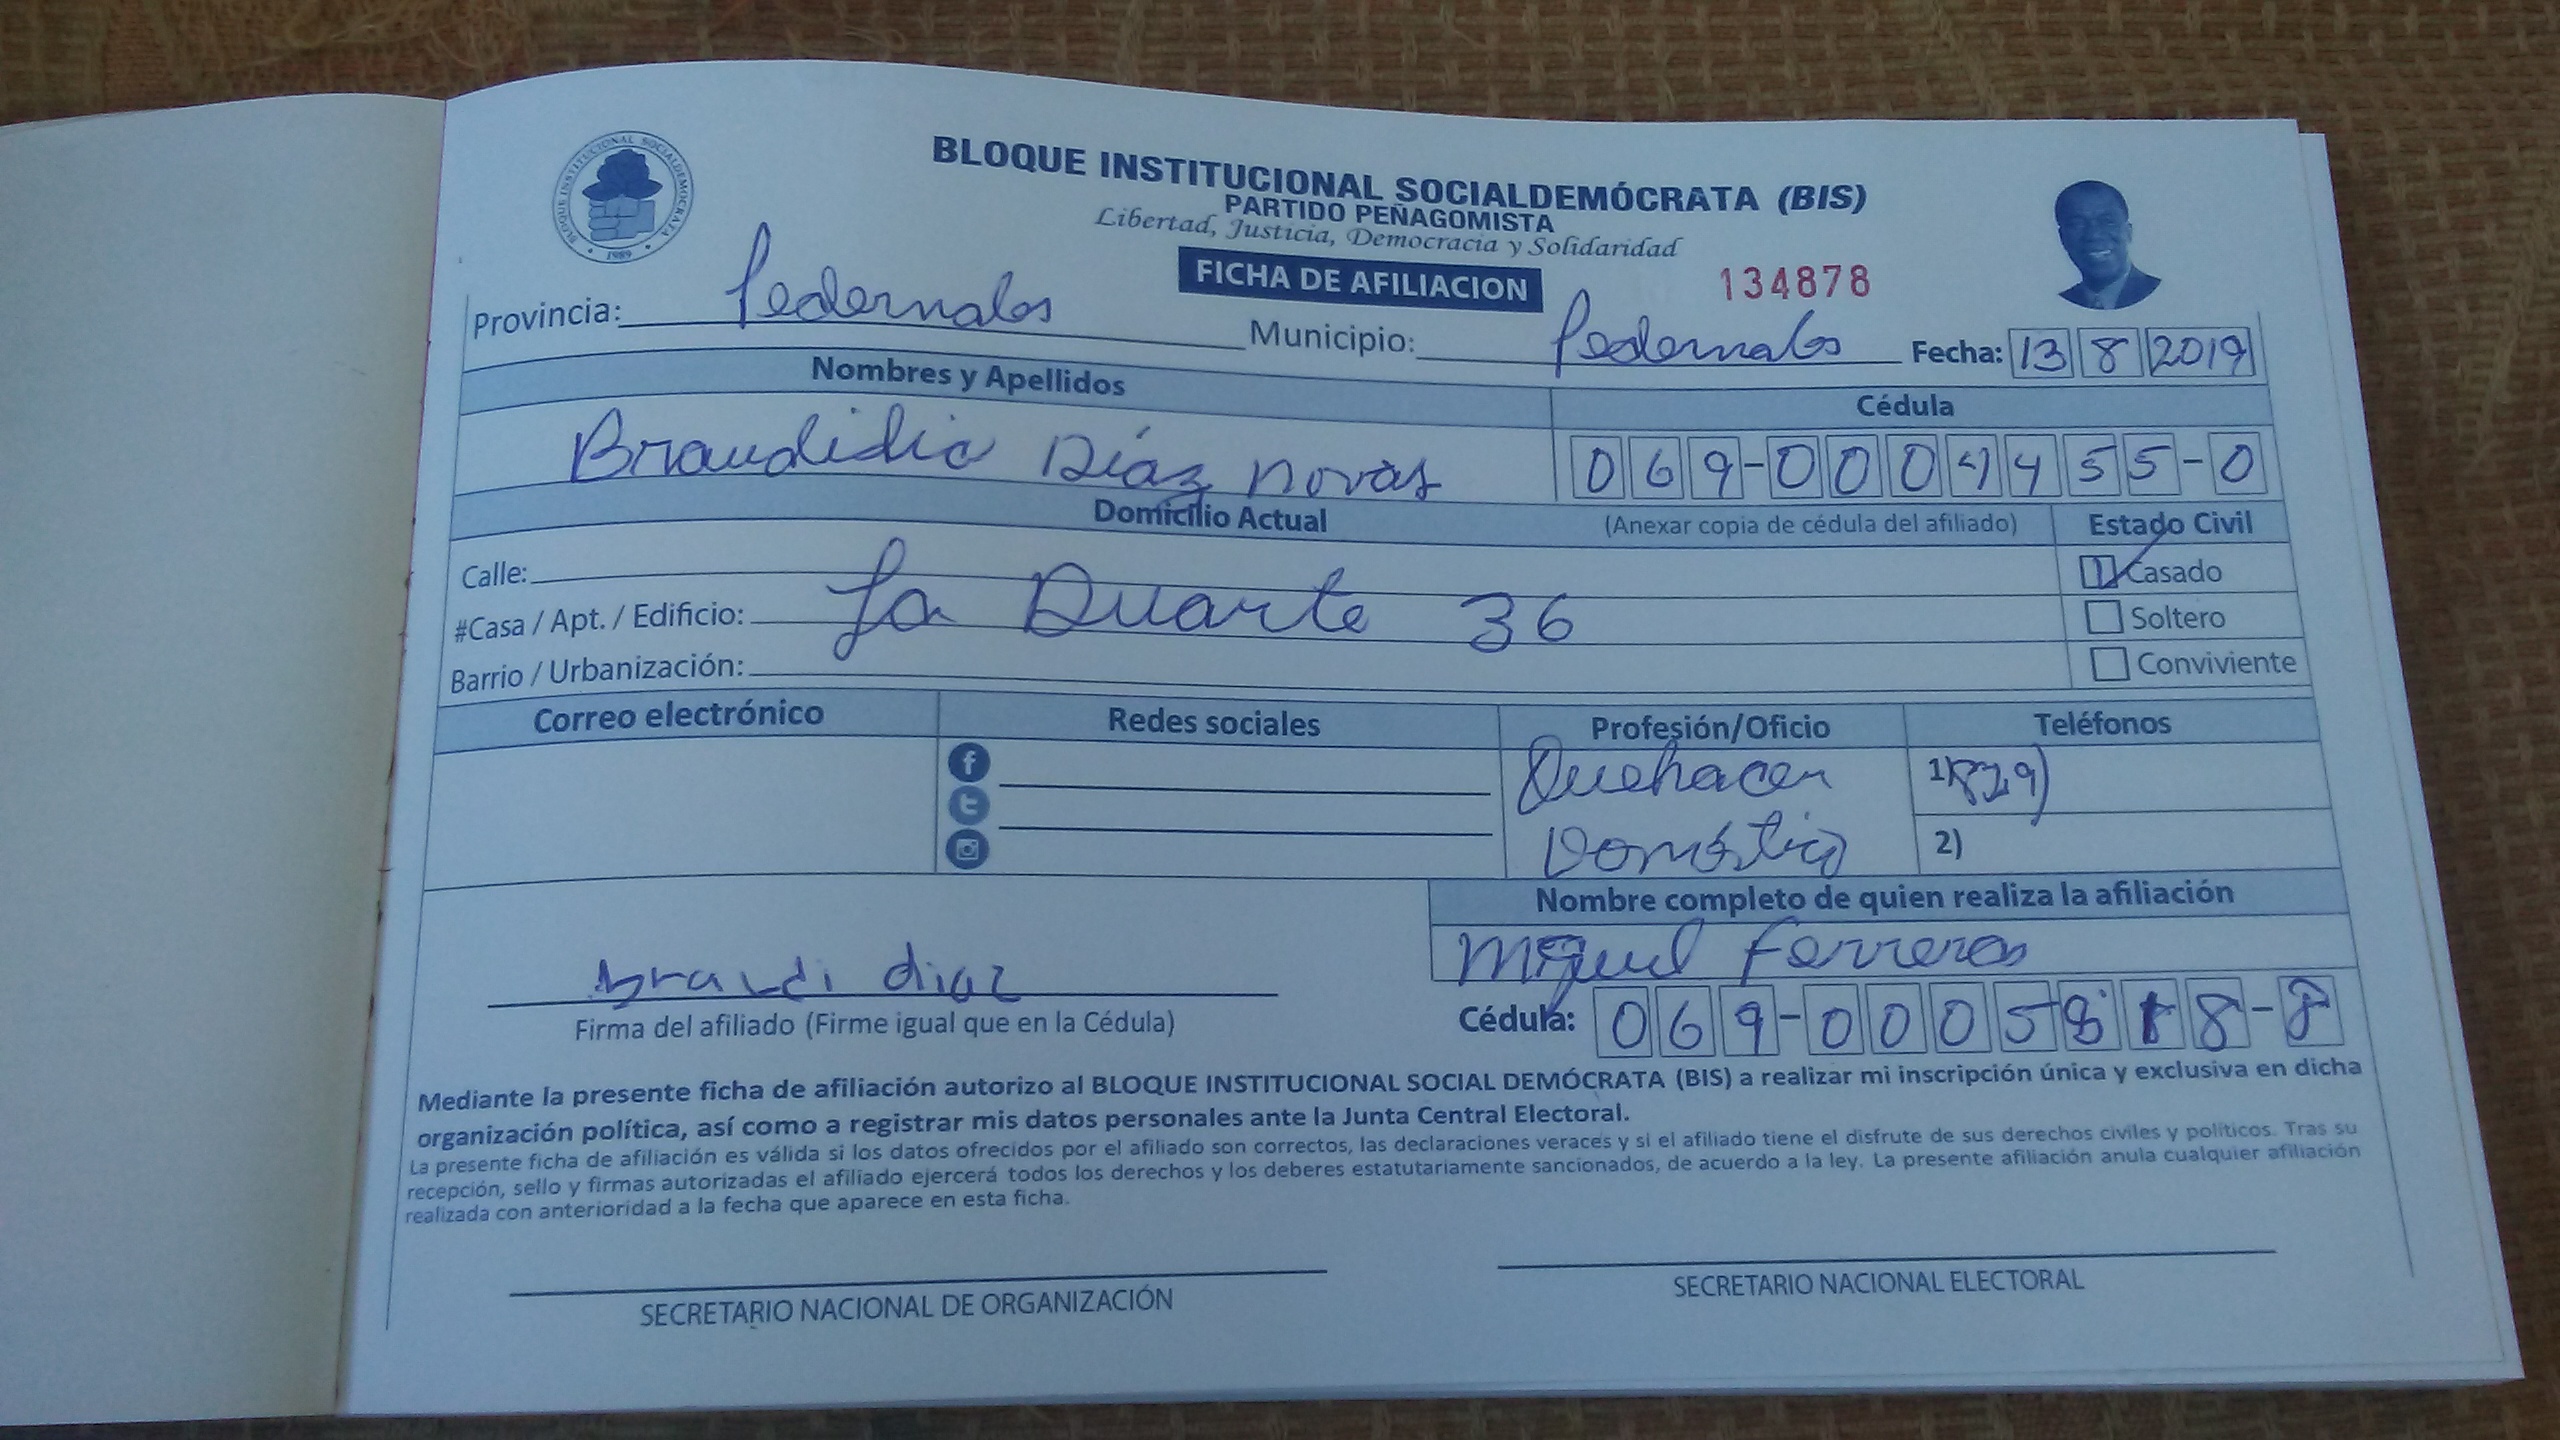 BLOQUE INSTITUCIONAL SOCIALDEMÓCRATA (BIS)
PARTIDO PEÑAGOMISTA
Libertad, Justicia, Democracia y Solidaridad
BLOQUE INSTITUCIONAL SOCIALDEMOCRATA
1989
FICHA DE AFILIACION
134878
Provincia: Pedernales Municipio: Pedernales Fecha: 13 8 2019
Nombres y Apellidos Cédula
Braudidia Díaz novas 069-0004455-0
Domicilio Actual (Anexar copia de cédula del afiliado) Estado Civil
Calle: Casado
#Casa / Apt. / Edificio: La Duarte 36 Soltero
Barrio / Urbanización: Conviviente
Correo electrónico Redes sociales Profesión/Oficio Teléfonos
Quehacer 1) 829)
Doméstico 2)
Nombre completo de quien realiza la afiliación
Miguel Ferreras
diaz
Firma del afiliado (Firme igual que en la Cédula) Cédula: 069-0005818-8
Mediante la presente ficha de afiliación autorizo al BLOQUE INSTITUCIONAL SOCIAL DEMÓCRATA (BIS) a realizar mi inscripción única y exclusiva en dicha
organización política, así como a registrar mis datos personales ante la Junta Central Electoral.
La presente ficha de afiliación es válida si los datos ofrecidos por el afiliado son correctos, las declaraciones veraces y si el afiliado tiene el disfrute de sus derechos civiles y políticos. Tras su
recepción, sello y firmas autorizadas el afiliado ejercerá todos los derechos y los deberes estatutariamente sancionados, de acuerdo a la ley. La presente afiliación anula cualquier afiliación
realizada con anterioridad a la fecha que aparece en esta ficha.
SECRETARIO NACIONAL DE ORGANIZACIÓN SECRETARIO NACIONAL ELECTORAL